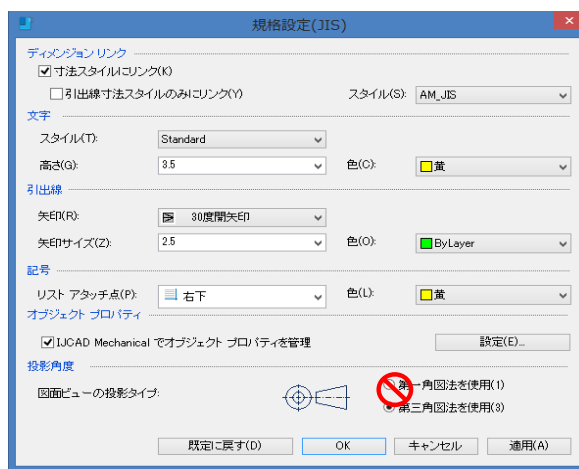 規格設定(JIS)
ディメンジョン リンク
寸法スタイルにリンク(K)
引出線寸法スタイルのみにリンク(Y)
スタイル(S):
AM_JIS
文字
スタイル(T):
Standard
高さ(G):
3.5
色(C):
黄
引出線
矢印(R):
30度開矢印
矢印サイズ(Z):
2.5
色(O):
ByLayer
記号
リスト アタッチ点(P):
右下
色(L):
黄
オブジェクト プロパティ
IJCAD Mechanical でオブジェクト プロパティを管理
設定(E)...
投影角度
図面ビューの投影タイプ:
第一角図法を使用(1)
第三角図法を使用(3)
既定に戻す(D)
OK
キャンセル
適用(A)